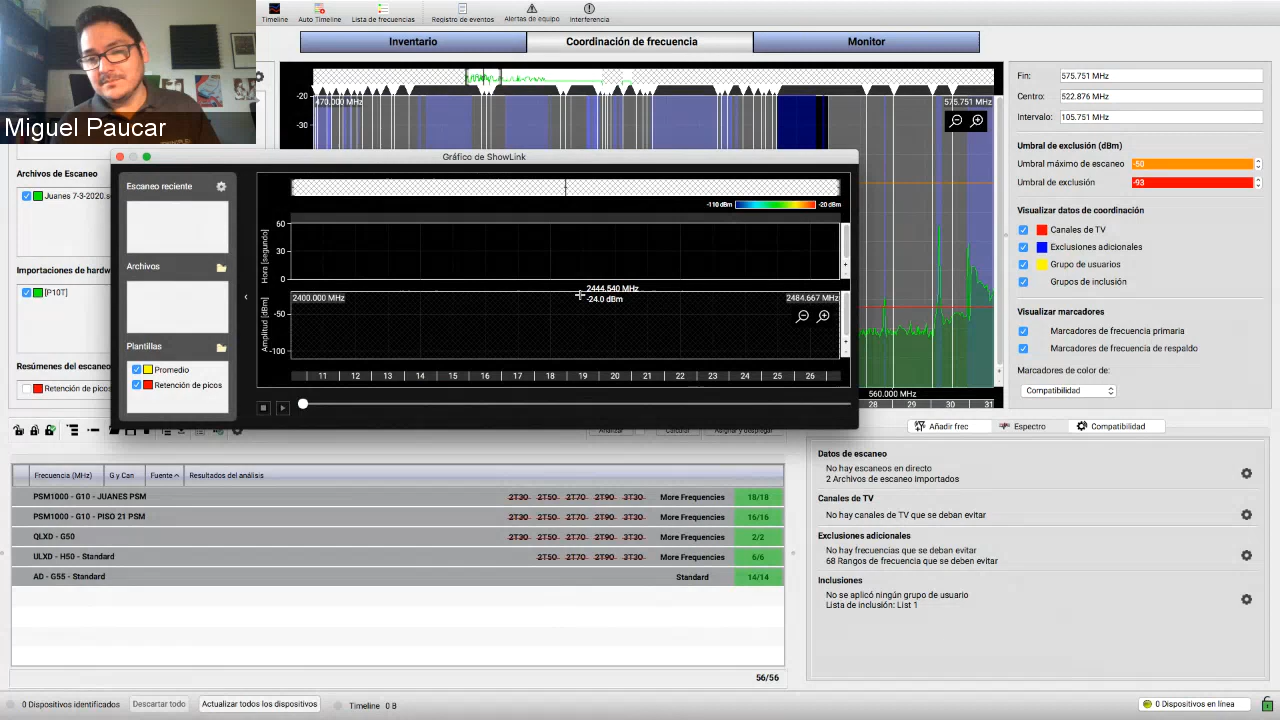 Timeline
Auto Timeline
Lista de frecuencias
Registro de eventos
Alertas de equipo
Interferencia
Inventario
Coordinación de frecuencia
Monitor
Miguel Paucar
-20
-30
470.000 MHz
575.751 MHz
Fin:
575.751 MHz
Centro:
522.876 MHz
Intervalo:
105.751 MHz
Umbral de exclusión (dBm)
Umbral máximo de escaneo
-50
Umbral de exclusión
-93
Visualizar datos de coordinación
Canales de TV
Exclusiones adicionales
Grupo de usuarios
Grupos de inclusión
Visualizar marcadores
Marcadores de frecuencia primaria
Marcadores de frecuencia de respaldo
Marcadores de color de:
Compatibilidad
Archivos de Escaneo
Juanes 7-3-2020.s
Importaciones de hardw
[P10T]
Resúmenes del escaneo
Retención de picos
Gráfico de ShowLink
Escaneo reciente
Archivos
Plantillas
Promedio
Retención de picos
-110 dBm
-20 dBm
Hora [segundo]
60
30
0
Amplitud [dBm]
-50
-100
2400.000 MHz
2444.540 MHz
-24.0 dBm
2484.667 MHz
11 12 13 14 15 16 17 18 19 20 21 22 23 24 25 26
560.000 MHz
28 29 30 31
Analizar
Calcular
Asignar y desplegar
Añadir frec
Espectro
Compatibilidad
Frecuencia (MHz)
G y Can
Fuente
Resultados del análisis
PSM1000 - G10 - JUANES PSM 2T30 2T50 2T70 2T90 3T30 More Frequencies 18/18
PSM1000 - G10 - PISO 21 PSM 2T30 2T50 2T70 2T90 3T30 More Frequencies 16/16
QLXD - G50 2T30 2T50 2T70 2T90 3T30 More Frequencies 2/2
ULXD - H50 - Standard 2T50 2T70 2T90 3T30 More Frequencies 6/6
AD - G55 - Standard Standard 14/14
56/56
Datos de escaneo
No hay escaneos en directo
2 Archivos de escaneo importados
Canales de TV
No hay canales de TV que se deban evitar
Exclusiones adicionales
No hay frecuencias que se deban evitar
68 Rangos de frecuencia que se deben evitar
Inclusiones
No se aplicó ningún grupo de usuario
Lista de inclusión: List 1
0 Dispositivos identificados
Descartar todo
Actualizar todos los dispositivos
Timeline 0 B
0 Dispositivos en línea